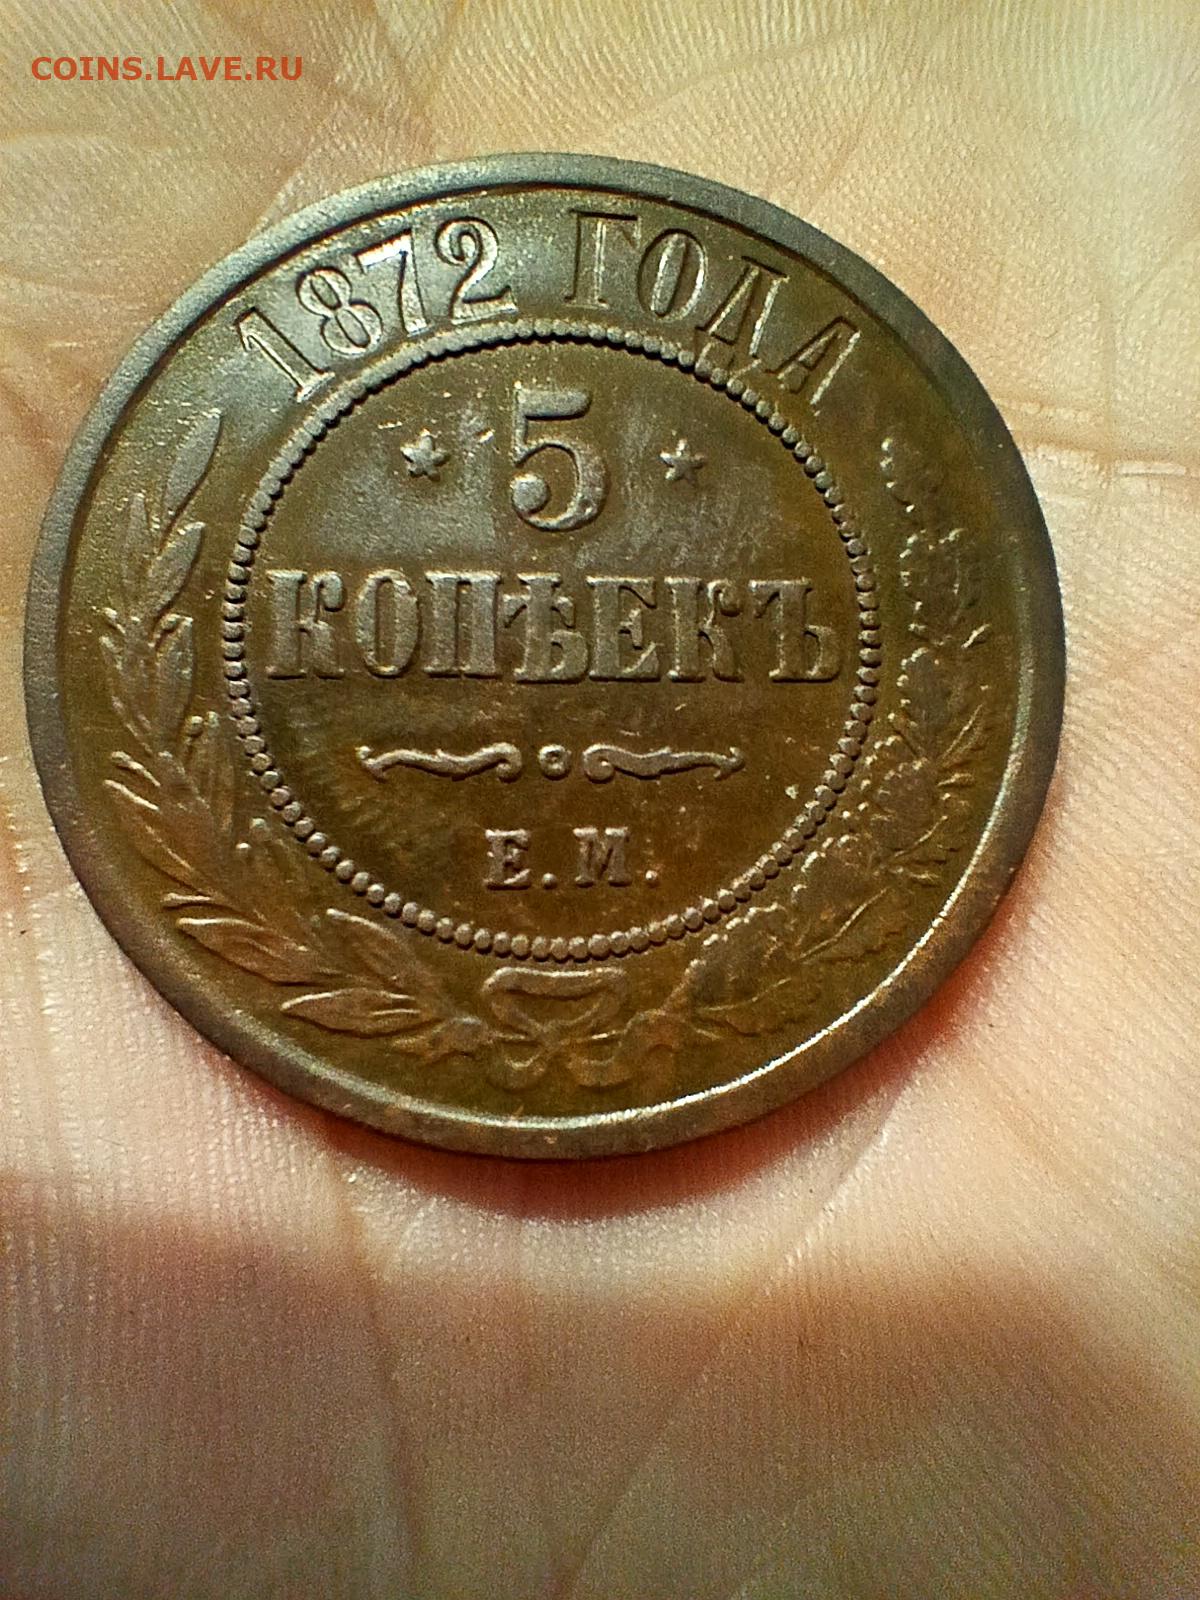 COINS.LAVE.RU
1872 ГОДА
* 5 *
КОПѢЕКЪ
Е.М.